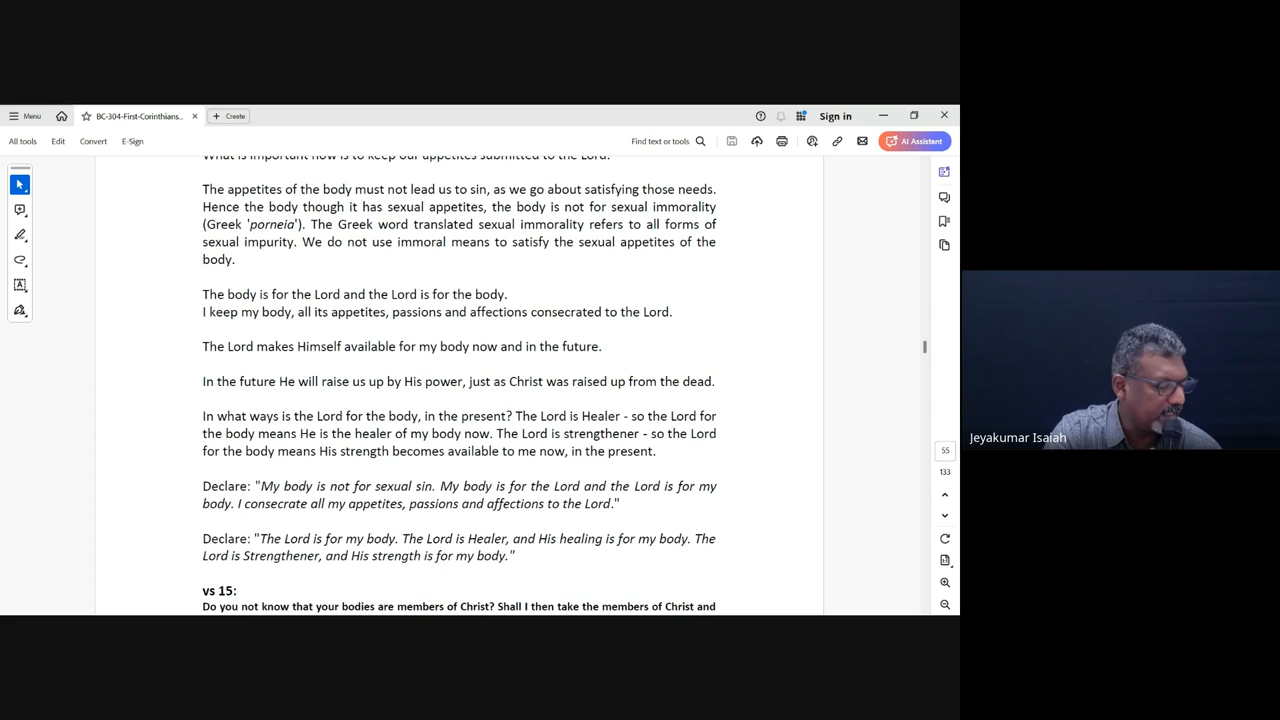 Menu
BC-304-First-Corinthians...
Create
Sign in
All tools
Edit
Convert
E-Sign
Find text or tools
AI Assistant
What is important now is to keep our appetites submitted to the Lord.
The appetites of the body must not lead us to sin, as we go about satisfying those needs.
Hence the body though it has sexual appetites, the body is not for sexual immorality
(Greek 'porneia'). The Greek word translated sexual immorality refers to all forms of
sexual impurity. We do not use immoral means to satisfy the sexual appetites of the
body.
The body is for the Lord and the Lord is for the body.
I keep my body, all its appetites, passions and affections consecrated to the Lord.
The Lord makes Himself available for my body now and in the future.
In the future He will raise us up by His power, just as Christ was raised up from the dead.
In what ways is the Lord for the body, in the present? The Lord is Healer - so the Lord for
the body means He is the healer of my body now. The Lord is strengthener - so the Lord
for the body means His strength becomes available to me now, in the present.
Declare: "My body is not for sexual sin. My body is for the Lord and the Lord is for my
body. I consecrate all my appetites, passions and affections to the Lord."
Declare: "The Lord is for my body. The Lord is Healer, and His healing is for my body. The
Lord is Strengthener, and His strength is for my body."
vs 15:
Do you not know that your bodies are members of Christ? Shall I then take the members of Christ and
55
133
Jeyakumar Isaiah